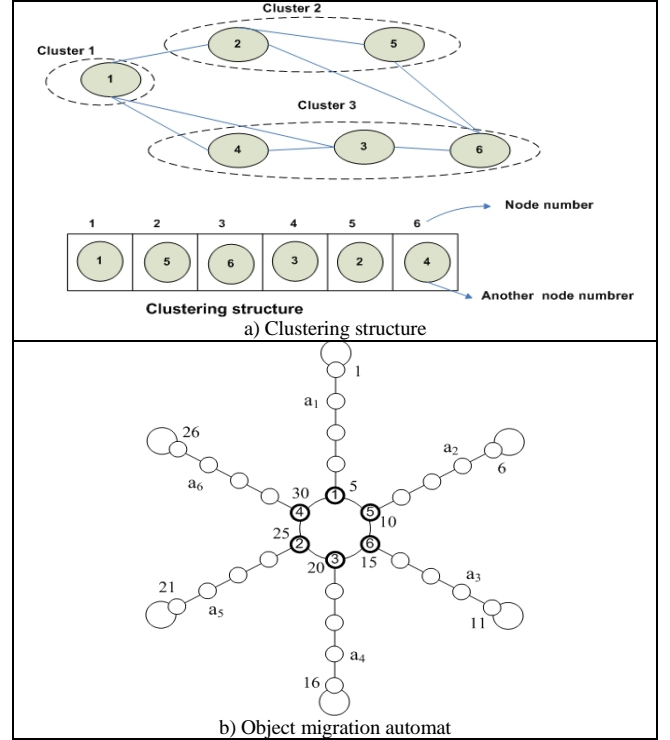 Cluster 2
Cluster 1
2 5
1
Cluster 3
4 3 6
Node number
1 2 3 4 5 6
1 5 6 3 2 4
Another node numbrer
Clustering structure
a) Clustering structure
1
a1
26
a2
6
a6
30 1 5
4 5
10
25 2 6
20 3 15
21
a3
a5
11
a4
16
b) Object migration automat